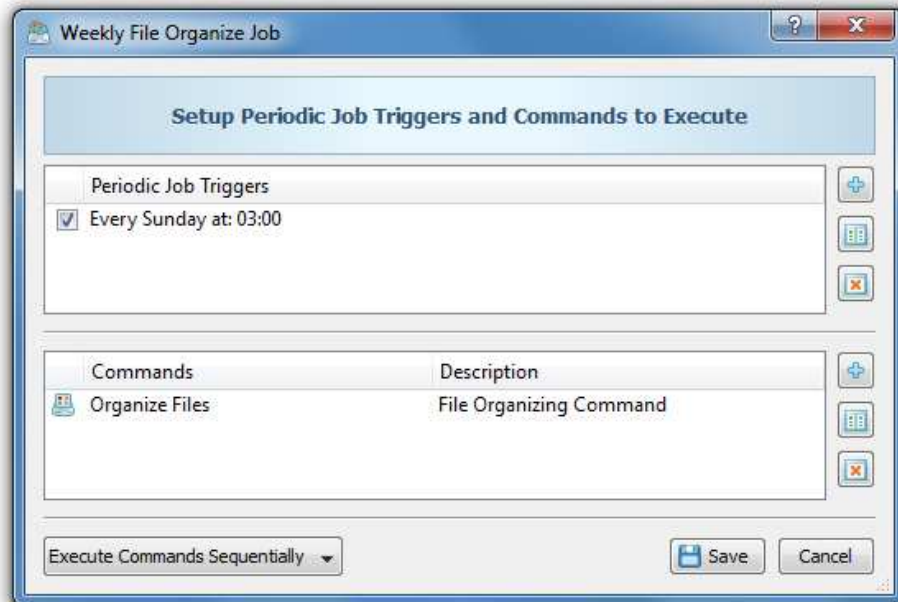 Weekly File Organize Job
?
Setup Periodic Job Triggers and Commands to Execute
Periodic Job Triggers
Every Sunday at: 03:00
Commands Description
Organize Files File Organizing Command
Execute Commands Sequentially Save Cancel